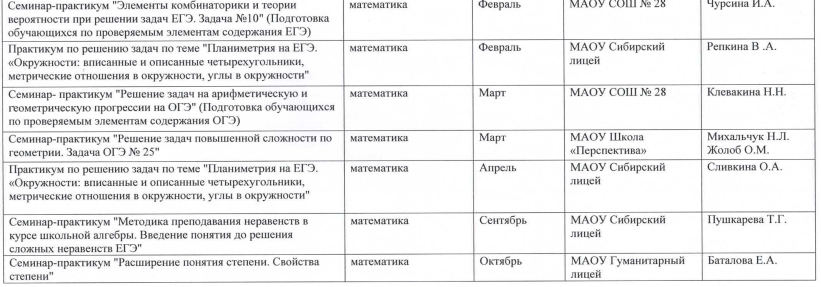 Семинар-практикум "Элементы комбинаторики и теории математика Февраль МАОУ СОШ № 28 Чурсина И.А.
вероятности при решении задач ЕГЭ. Задача №10" (Подготовка
обучающихся по проверяемым элементам содержания ЕГЭ)
Практикум по решению задач по теме "Планиметрия на ЕГЭ. математика Февраль МАОУ Сибирский Репкина В .А.
«Окружности: вписанные и описанные четырехугольники, лицей
метрические отношения в окружности, углы в окружности"
Семинар- практикум "Решение задач на арифметическую и математика Март МАОУ СОШ № 28 Клевакина Н.Н.
геометрическую прогрессии на ОГЭ" (Подготовка обучающихся
по проверяемым элементам содержания ОГЭ)
Семинар-практикум "Решение задач повышенной сложности по математика Март МАОУ Школа Михальчук Н.Л.
геометрии. Задача ОГЭ № 25" «Перспектива» Жолоб О.М.
Практикум по решению задач по теме "Планиметрия на ЕГЭ. математика Апрель МАОУ Сибирский Сливкина О.А.
«Окружности: вписанные и описанные четырехугольники, лицей
метрические отношения в окружности, углы в окружности"
Семинар-практикум "Методика преподавания неравенств в математика Сентябрь МАОУ Сибирский Пушкарева Т.Г.
курсе школьной алгебры. Введение понятия до решения лицей
сложных неравенств ЕГЭ"
Семинар-практикум "Расширение понятия степени. Свойства математика Октябрь МАОУ Гуманитарный Баталова Е.А.
степени" лицей